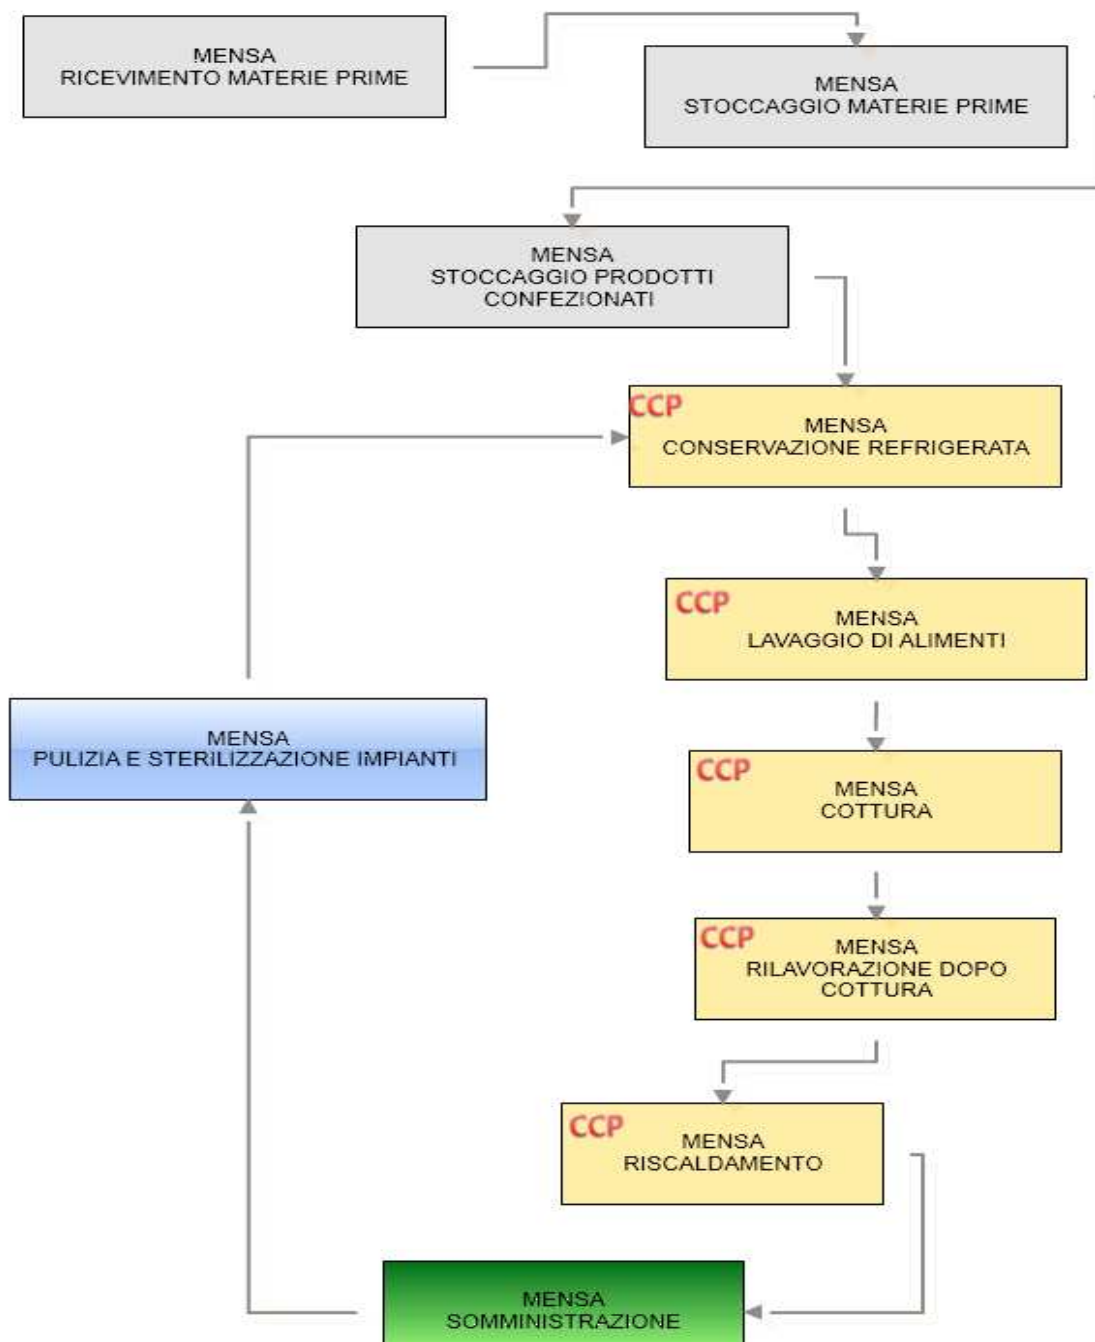 MENSA
RICEVIMENTO MATERIE PRIME
MENSA
STOCCAGGIO MATERIE PRIME
MENSA
STOCCAGGIO PRODOTTI
CONFEZIONATI
CCP
MENSA
CONSERVAZIONE REFRIGERATA
CCP
MENSA
LAVAGGIO DI ALIMENTI
MENSA
PULIZIA E STERILIZZAZIONE IMPIANTI
CCP
MENSA
COTTURA
CCP
MENSA
RILAVORAZIONE DOPO
COTTURA
CCP
MENSA
RISCALDAMENTO
MENSA
SOMMINISTRAZIONE